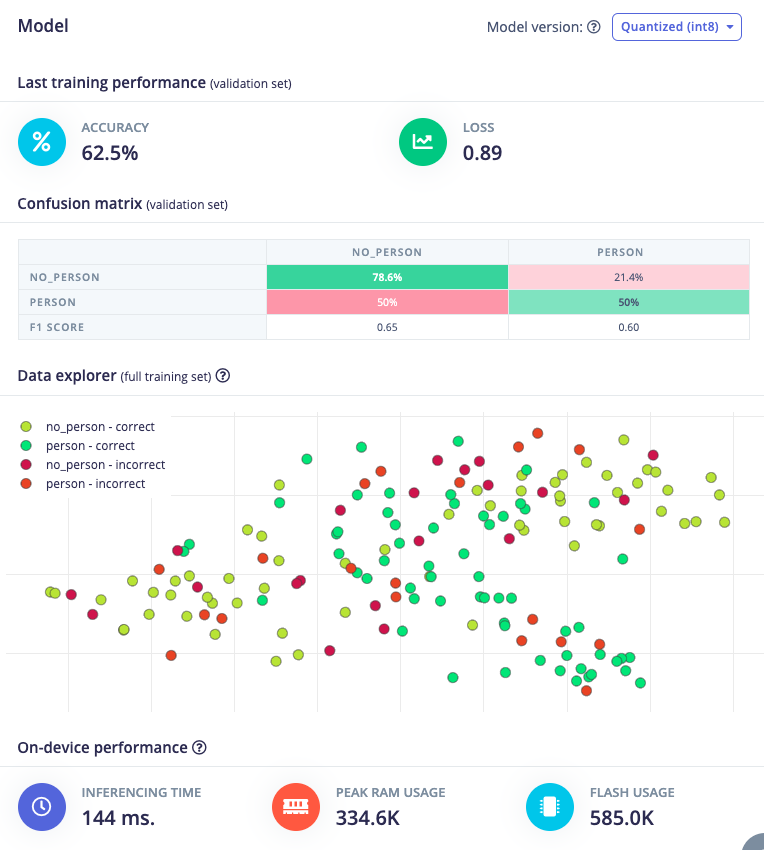 Model
Model version: Quantized (int8)
Last training performance (validation set)
ACCURACY
62.5%
LOSS
0.89
Confusion matrix (validation set)
NO_PERSON PERSON
NO_PERSON 78.6% 21.4%
PERSON 50% 50%
F1 SCORE 0.65 0.60
Data explorer (full training set)
no_person - correct
person - correct
no_person - incorrect
person - incorrect
On-device performance
INFERENCING TIME
144 ms.
PEAK RAM USAGE
334.6K
FLASH USAGE
585.0K